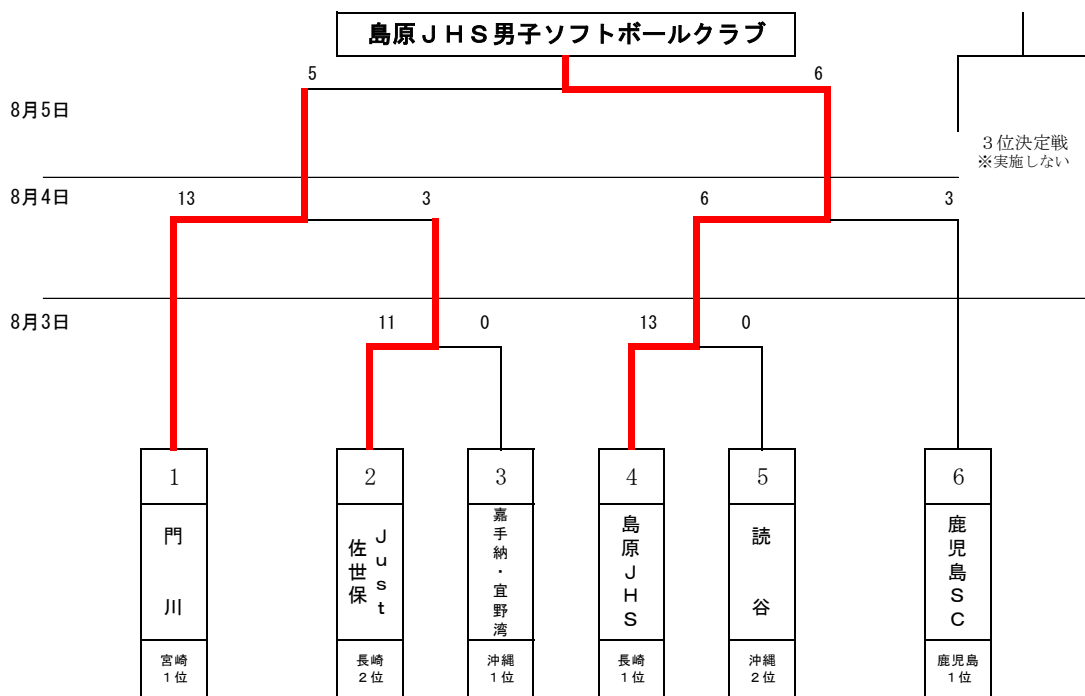 島原ＪＨＳ男子ソフトボールクラブ
5
6
8月5日
３位決定戦
※実施しない
8月4日
13
3
6
3
8月3日
11
0
13
0
1
2
3
4
5
6
門川
Ｊｕｓｔ
佐世保
嘉手納・宜野湾
島原ＪＨＳ
読谷
鹿児島ＳＣ
宮崎
１位
長崎
２位
沖縄
１位
長崎
１位
沖縄
２位
鹿児島
１位